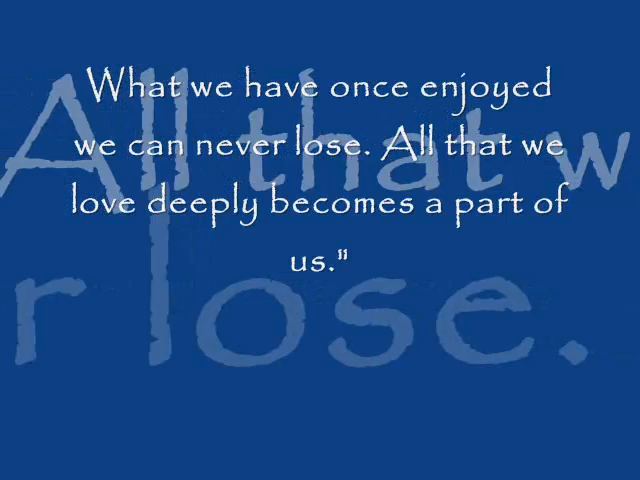 What we have once enjoyed
we can never lose. All that we
love deeply becomes a part of
us."
All that w
r lose.